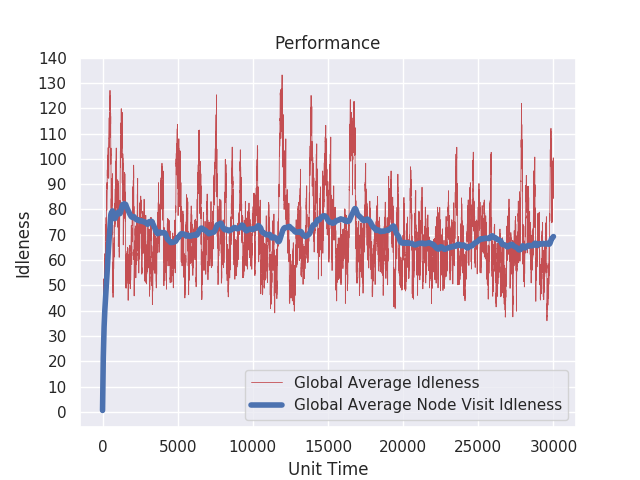 Performance
Idleness
140
130
120
110
100
90
80
70
60
50
40
30
20
10
0
Global Average Idleness
Global Average Node Visit Idleness
0 5000 10000 15000 20000 25000 30000
Unit Time